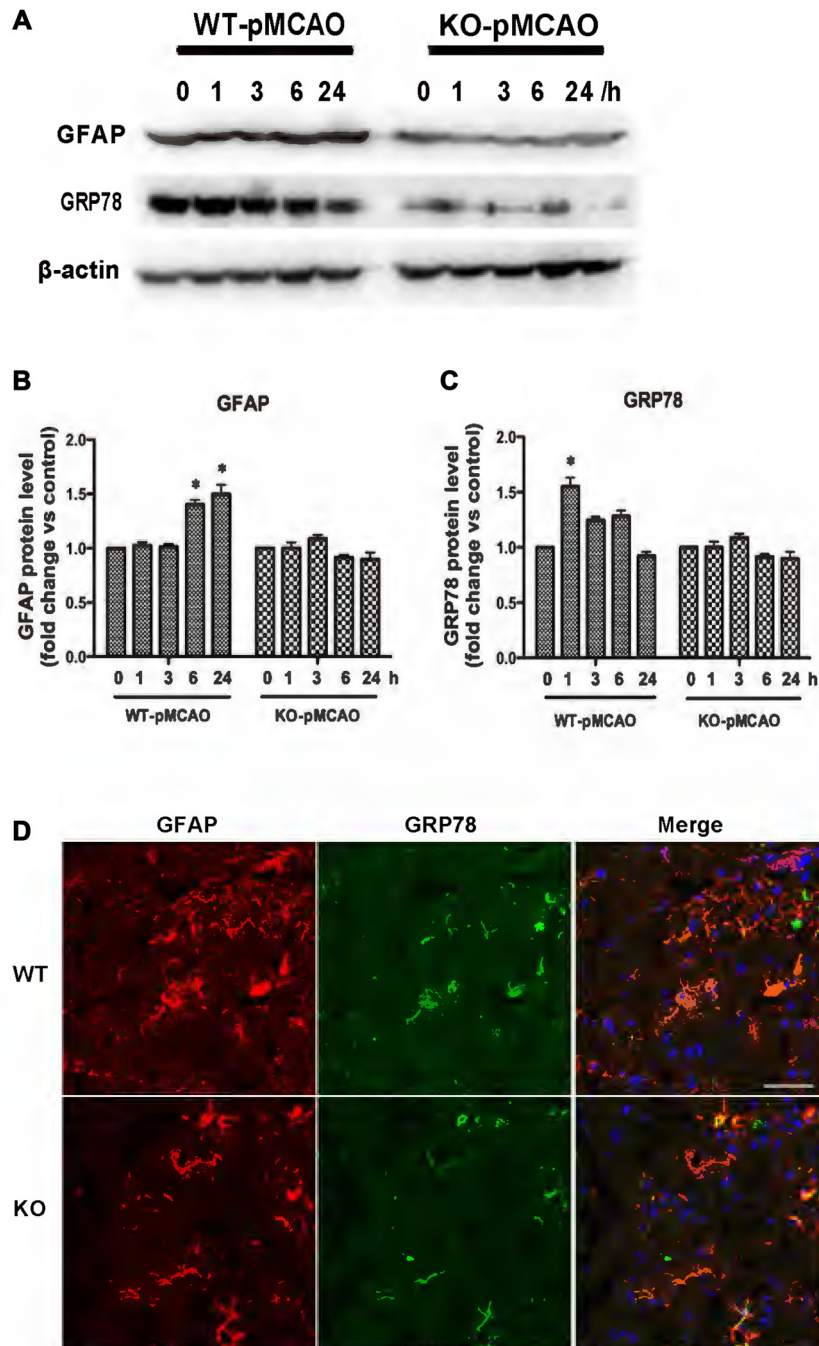 A
WT-pMCAO KO-pMCAO
0 1 3 6 24 0 1 3 6 24 /h
GFAP
GRP78
β-actin
B
GFAP
GFAP protein level
(fold change vs control)
2.0
1.5
1.0
0.5
0.0
* *
0 1 3 6 24 0 1 3 6 24 h
WT-pMCAO KO-pMCAO
C
GRP78
GRP78 protein level
(fold change vs control)
2.0
1.5
1.0
0.5
0.0
*
0 1 3 6 24 0 1 3 6 24 h
WT-pMCAO KO-pMCAO
D
GFAP GRP78 Merge
WT
KO